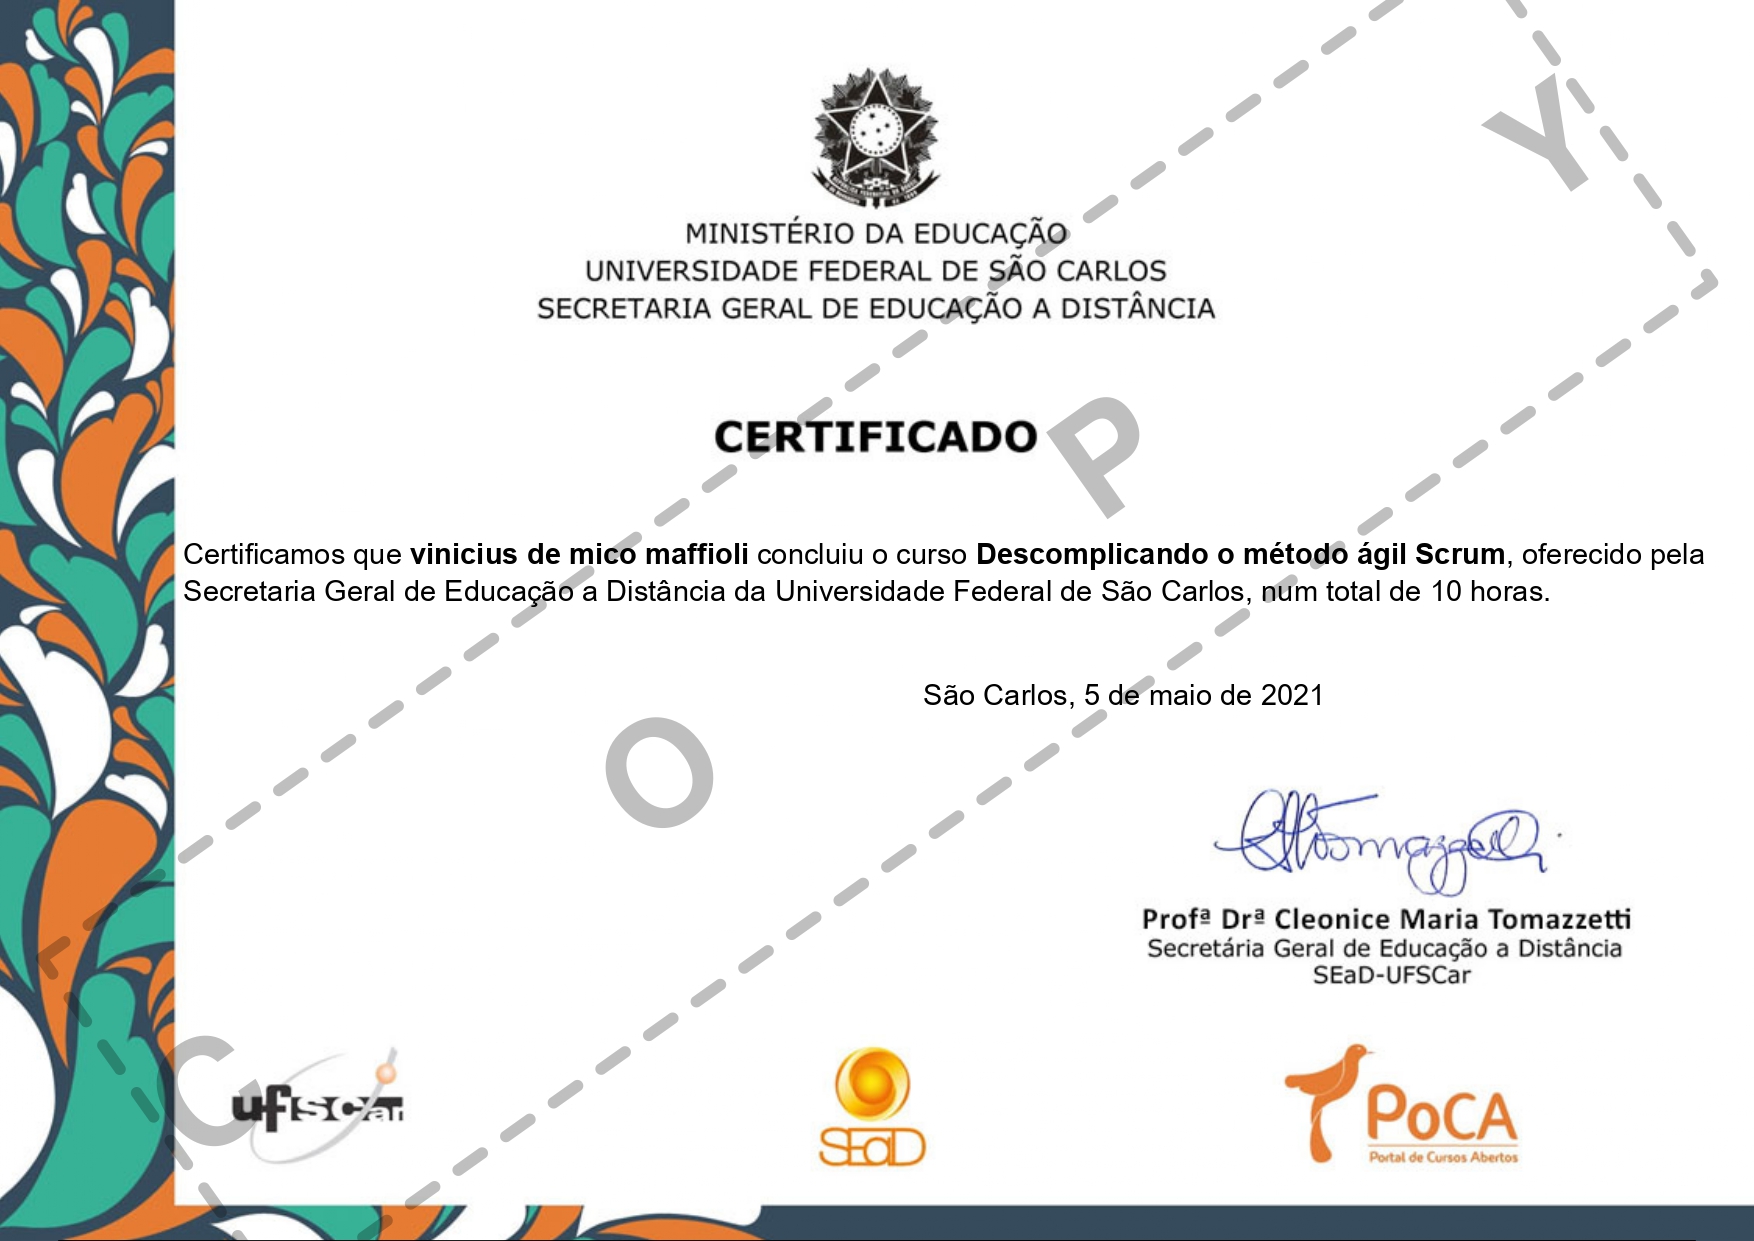 MINISTÉRIO DA EDUCAÇÃO
UNIVERSIDADE FEDERAL DE SÃO CARLOS
SECRETARIA GERAL DE EDUCAÇÃO A DISTÂNCIA
CERTIFICADO
Certificamos que vinicius de mico maffioli concluiu o curso Descomplicando o método ágil Scrum, oferecido pela
Secretaria Geral de Educação a Distância da Universidade Federal de São Carlos, num total de 10 horas.
São Carlos, 5 de maio de 2021
Profª Drª Cleonice Maria Tomazzetti
Secretária Geral de Educação a Distância
SEaD-UFSCar
ufscar
SEaD
PoCA
Portal de Cursos Abertos
COPY